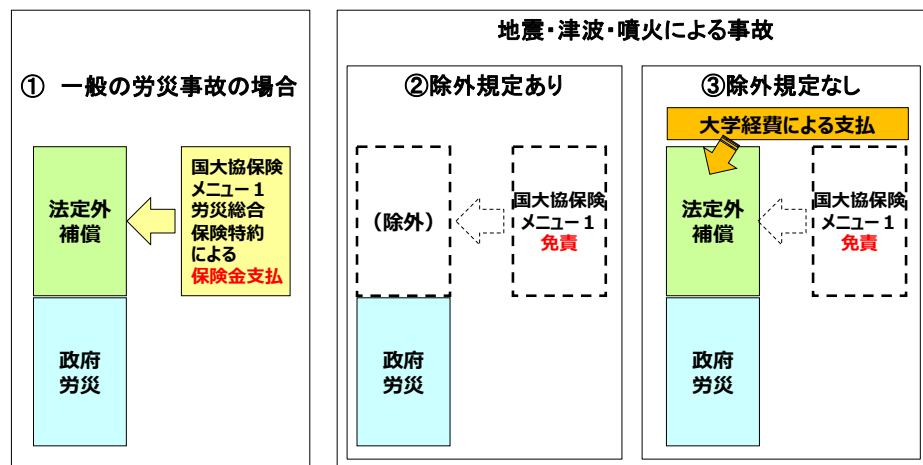 ① 一般の労災事故の場合
法定外
補償
国大協保険
メニュー1
労災総合
保険特約
による
保険金支払
政府
労災
地震・津波・噴火による事故
②除外規定あり
(除外)
国大協保険
メニュー1
免責
政府
労災
③除外規定なし
大学経費による支払
法定外
補償
国大協保険
メニュー1
免責
政府
労災